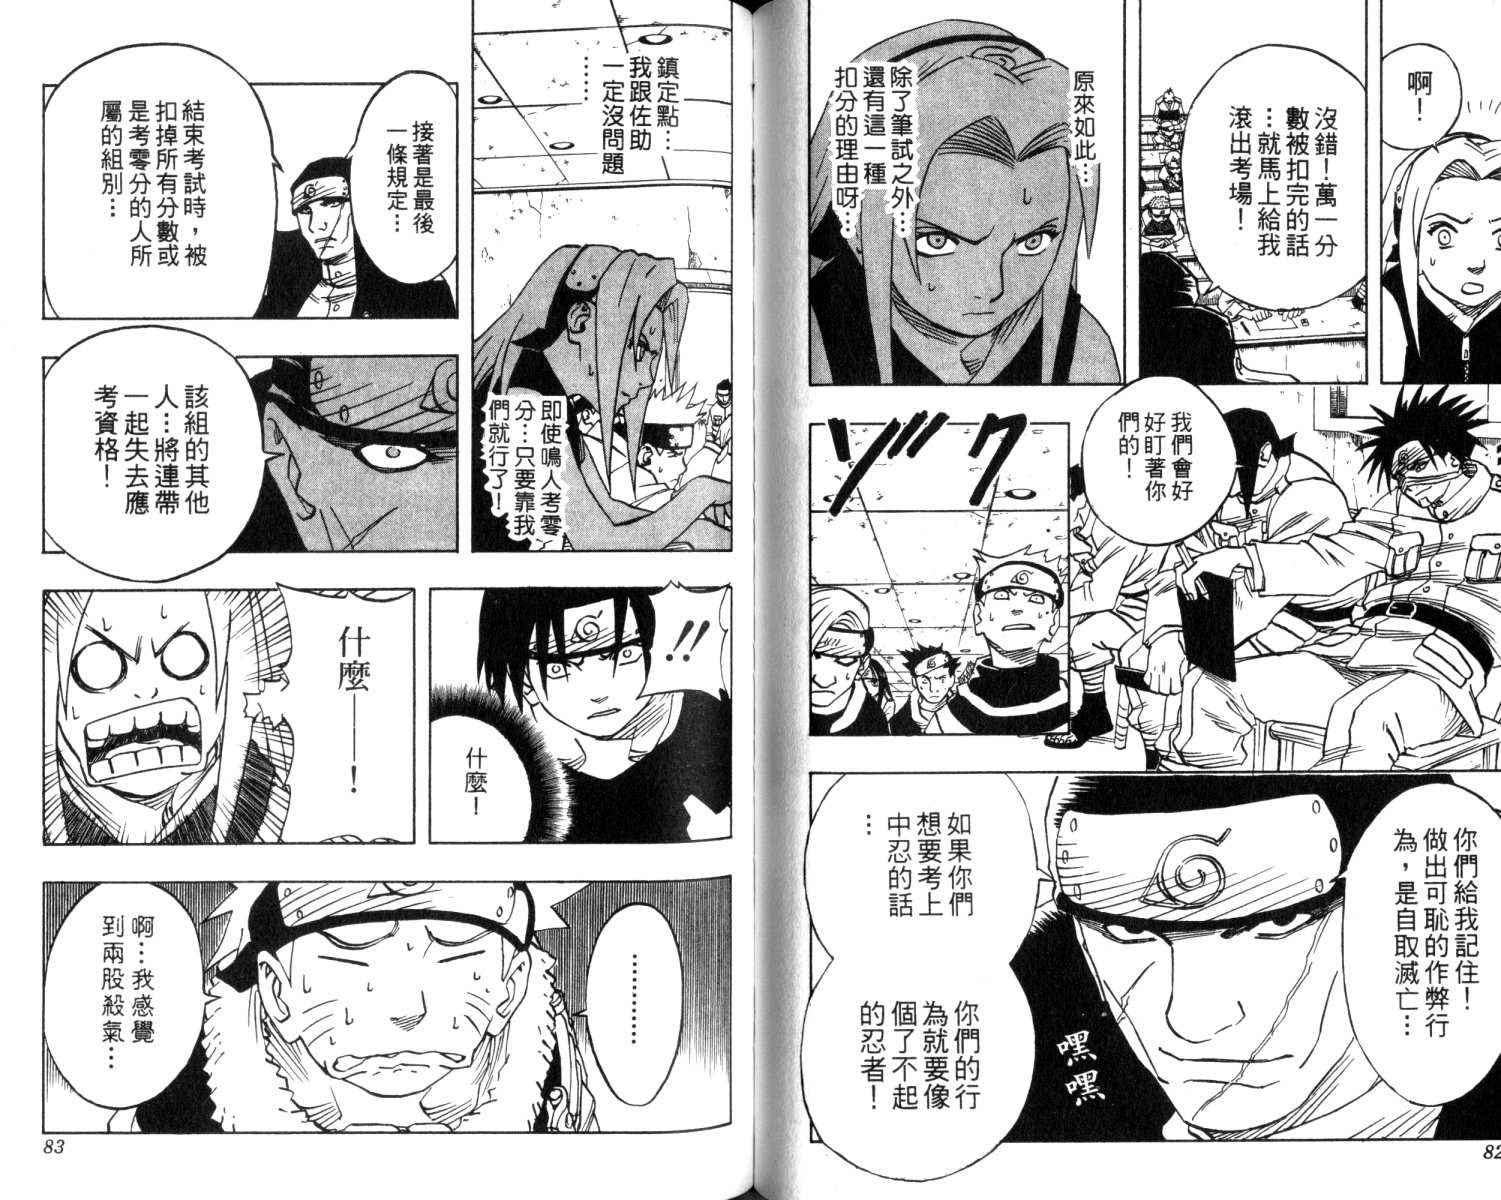 啊！
沒錯！萬一分
數被扣完的話
…就馬上給我
滾出考場！
原來如此…
除了筆試之外…
還有這一種
扣分的理由呀…
我們會好
好盯著你
們的！
你們給我記住！
做出可恥的作弊行
為，是自取滅亡…
嘿
嘿
如果你們
想要考上
中忍的話
…
你們的行
為就要像
個了不起
的忍者！
82
鎮定點…
我跟佐助
一定沒問題
……
即使鳴人考零
分…只要靠我
們就行了！
接著是最後
一條規定…
結束考試時，被
扣掉所有分數或
是考零分的人所
屬的組別…
該組的其他
人…將連帶
一起失去應
考資格！
!!
什麼！
什麼——！
………
啊…我感覺
到兩股殺氣…
83